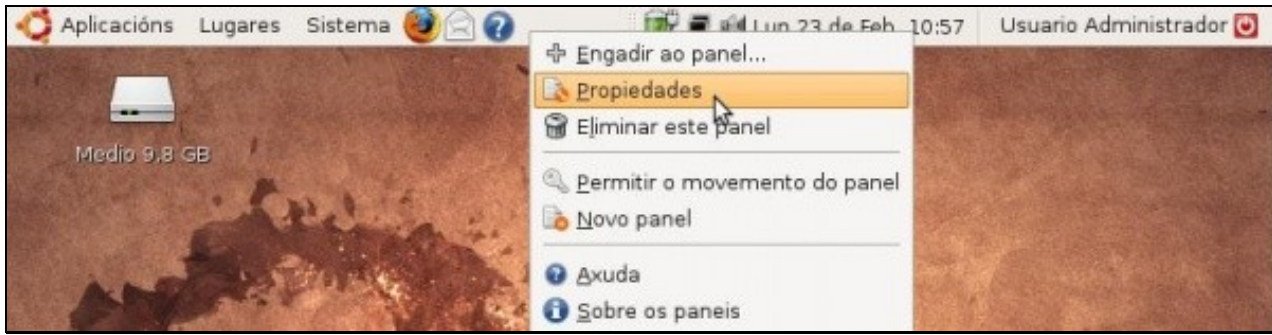 Aplicacións Lugares Sistema Lun 23 de Feb, 10:57 Usuario Administrador
Engadir ao panel...
Propiedades
Eliminar este panel
Medio 9,8 GB
Permitir o movemento do panel
Novo panel
Axuda
Sobre os paneis